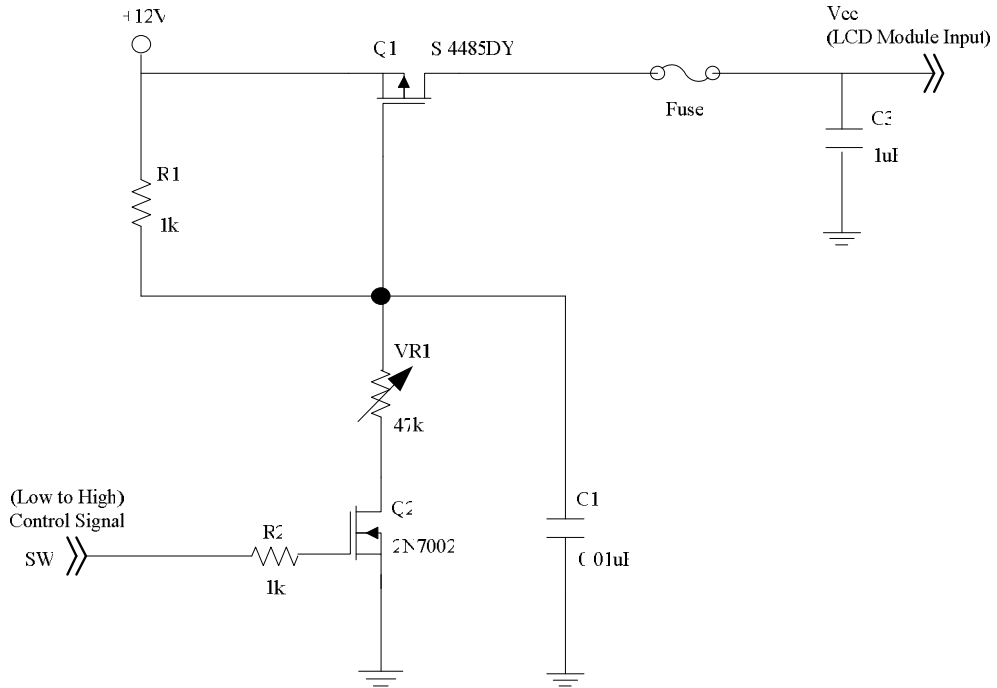 +12V
Vcc
(LCD Module Input)
Q1
S 4485DY
Fuse
C3
1uF
R1
1k
VR1
47k
(Low to High)
Control Signal
SW
R2
1k
Q2
2N7002
C1
0.01uF